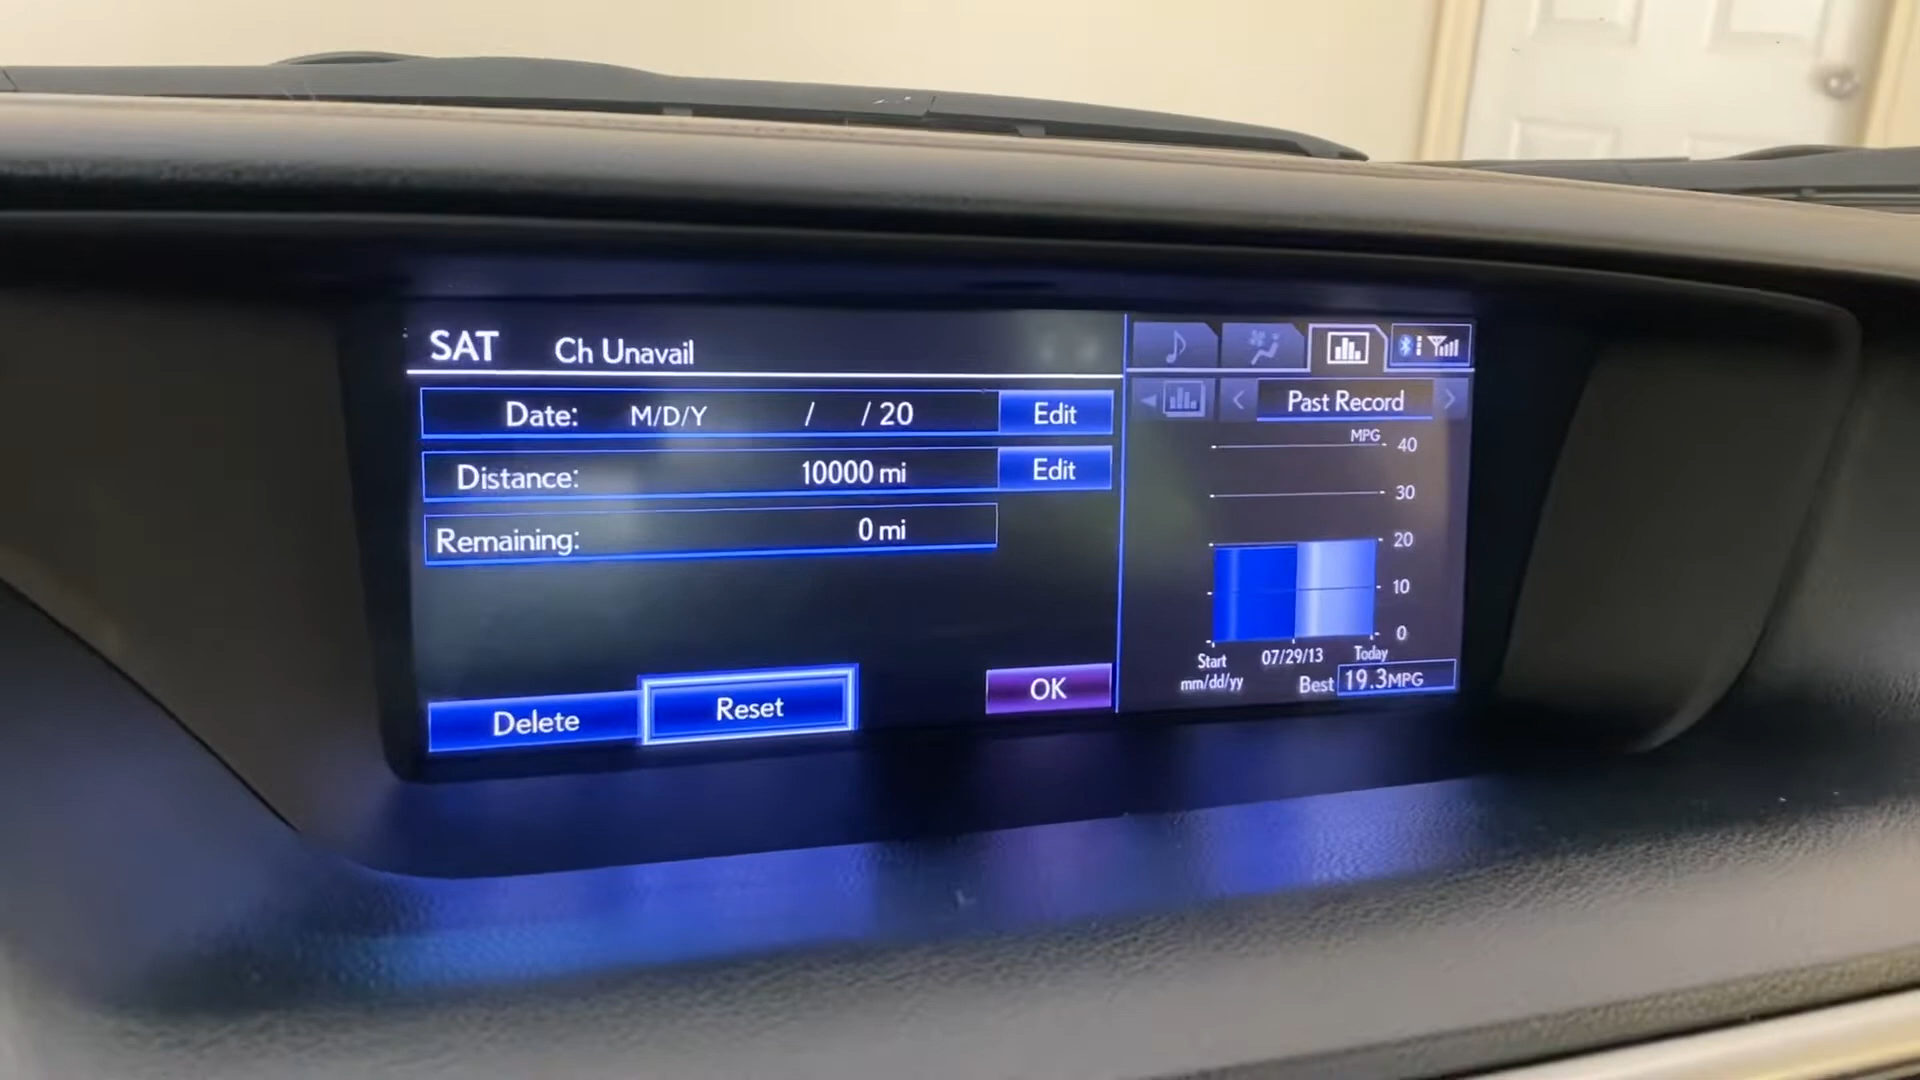 SAT Ch Unavail
Date: M/D/Y / / 20 Edit
Distance: 10000 mi Edit
Remaining: 0 mi
Delete Reset OK
Past Record
MPG 40
30
20
10
0
Start 07/29/13 Today
mm/dd/yy
Best 19.3MPG